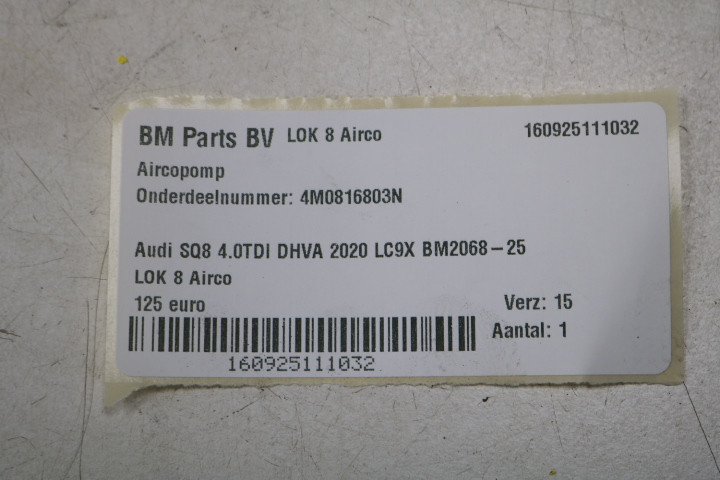 BM Parts BV LOK 8 Airco 160925111032
Aircopomp
Onderdeelnummer: 4M0816803N
Audi SQ8 4.0TDI DHVA 2020 LC9X BM2068-25
LOK 8 Airco
125 euro Verz: 15
Aantal: 1
160925111032